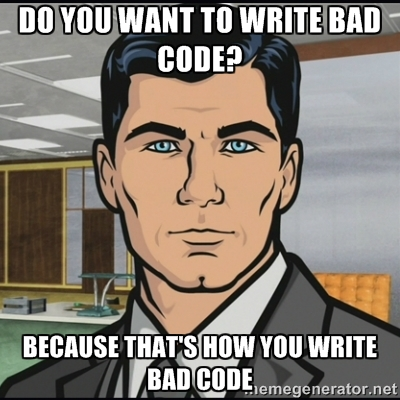 DO YOU WANT TO WRITE BAD
CODE?
BECAUSE THAT'S HOW YOU WRITE
BAD CODE
memegenerator.net